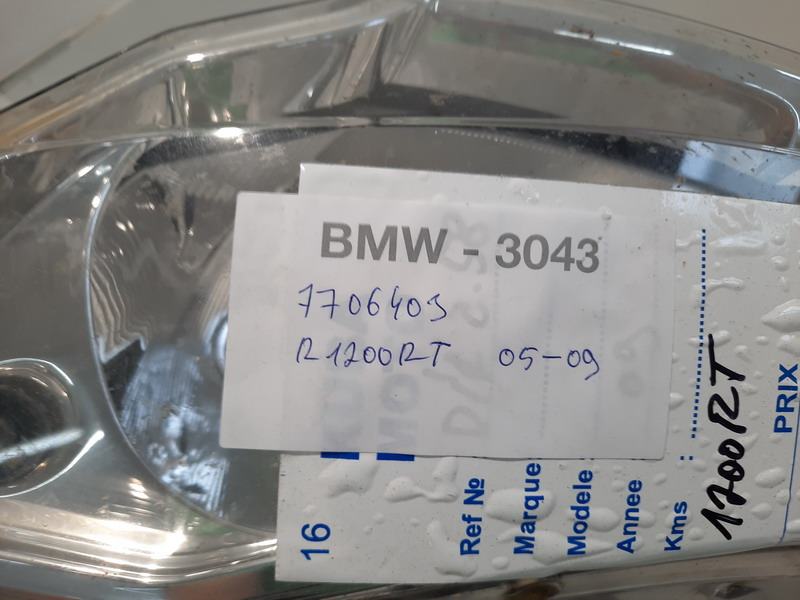 BMW - 3043
7706403
R1200RT 05-09
16
Ref №
Marque
Modele :
Annee
Kms :
1200RT
PRIX